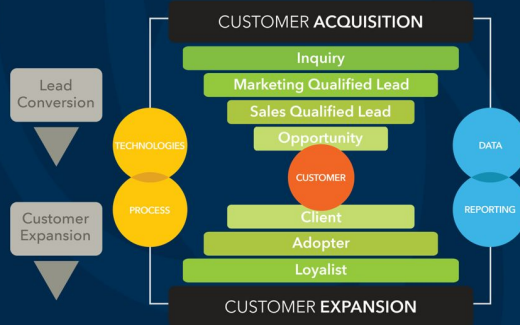 CUSTOMER ACQUISITION
Inquiry
Marketing Qualified Lead
Sales Qualified Lead
Opportunity
Lead
Conversion
TECHNOLOGIES
DATA
CUSTOMER
PROCESS
REPORTING
Customer
Expansion
Client
Adopter
Loyalist
CUSTOMER EXPANSION